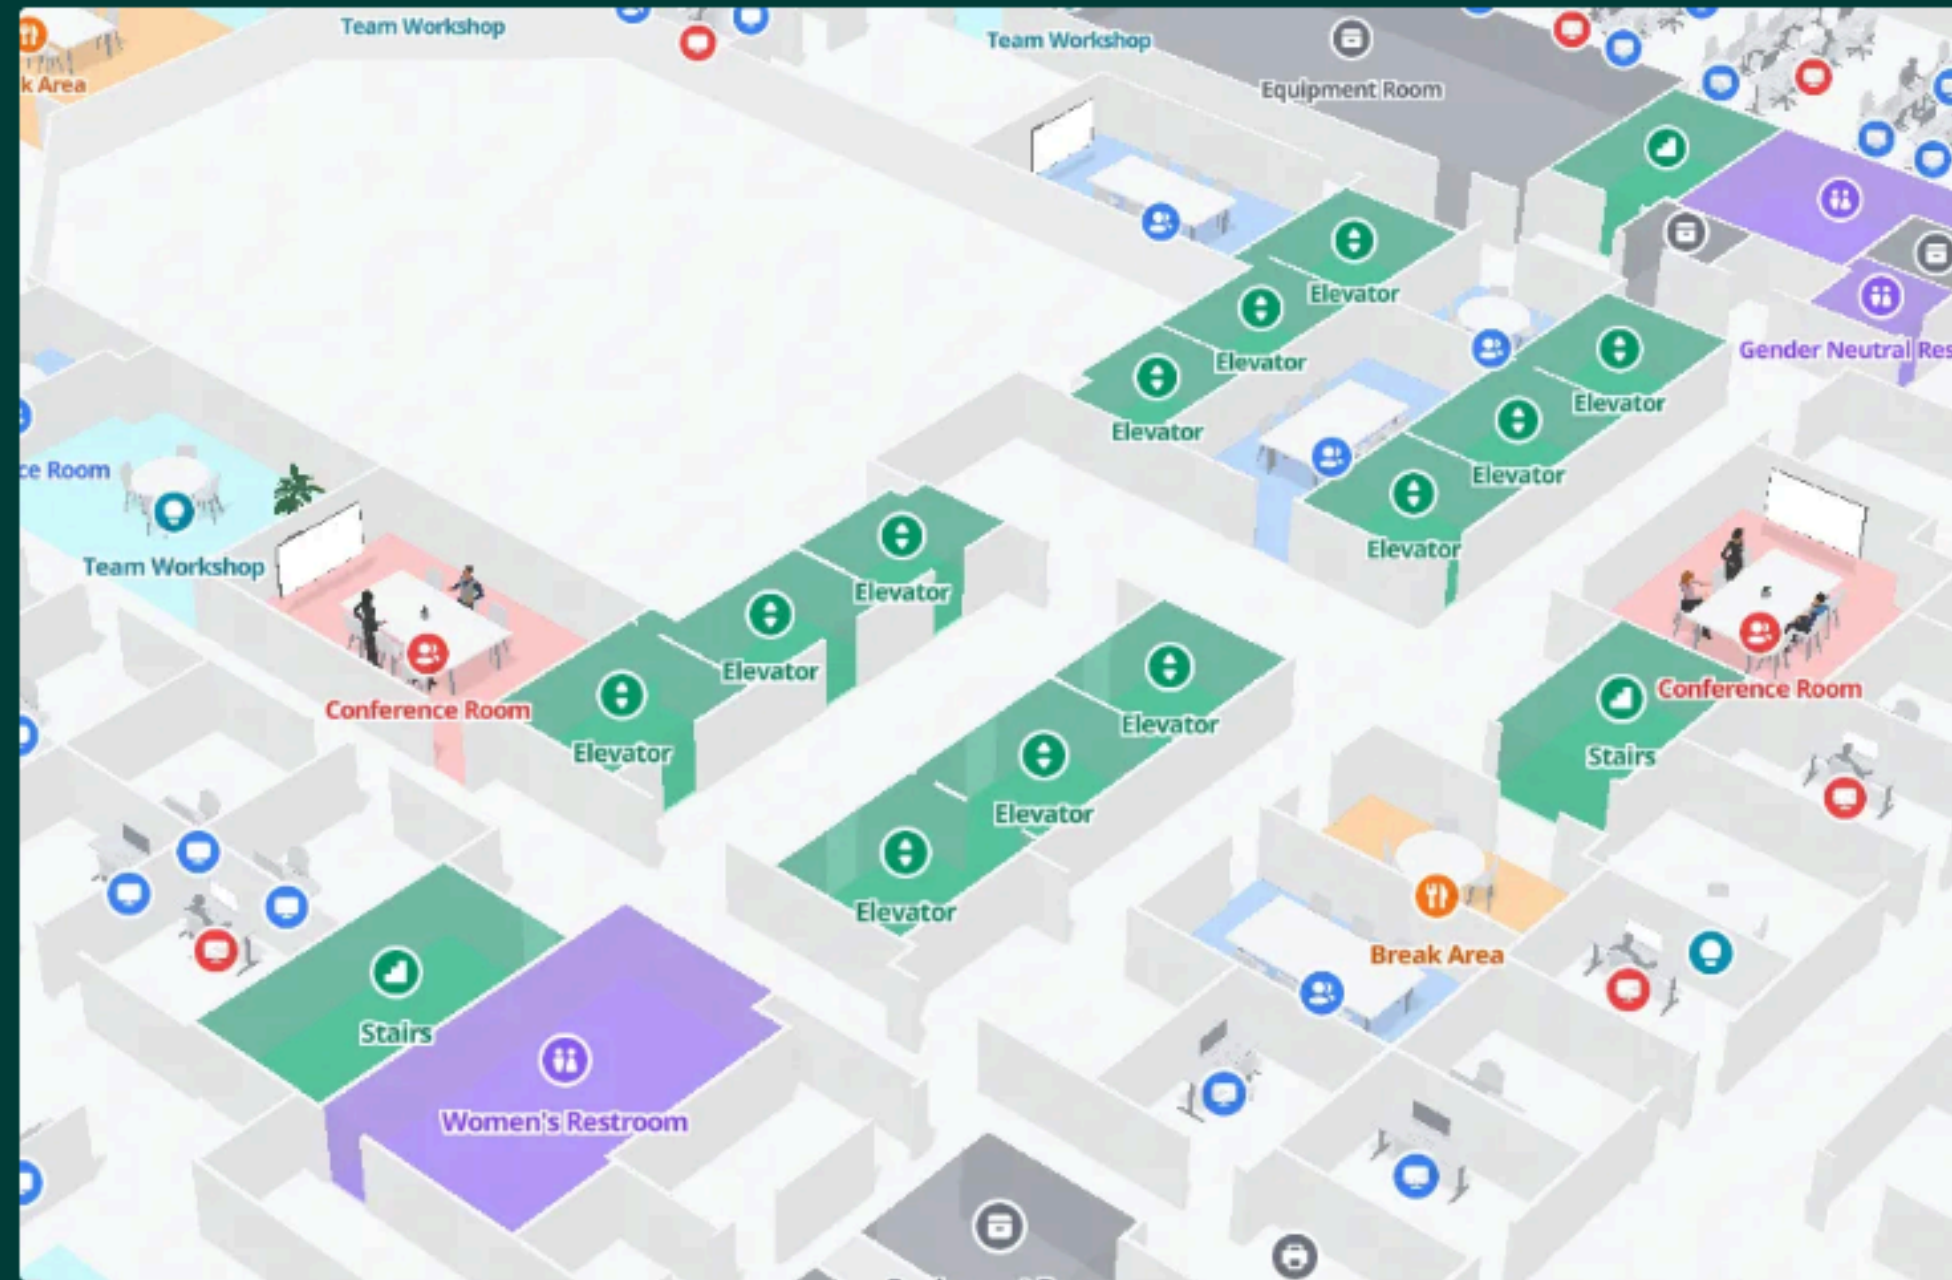 Team Workshop
Team Workshop
k Area
Equipment Room
Elevator
Elevator
Elevator
Gender Neutral Res
Elevator
Elevator
Elevator
ce Room
Team Workshop
Elevator
Elevator
Elevator
Conference Room
Conference Room
Elevator
Elevator
Elevator
Stairs
Break Area
Stairs
Women's Restroom